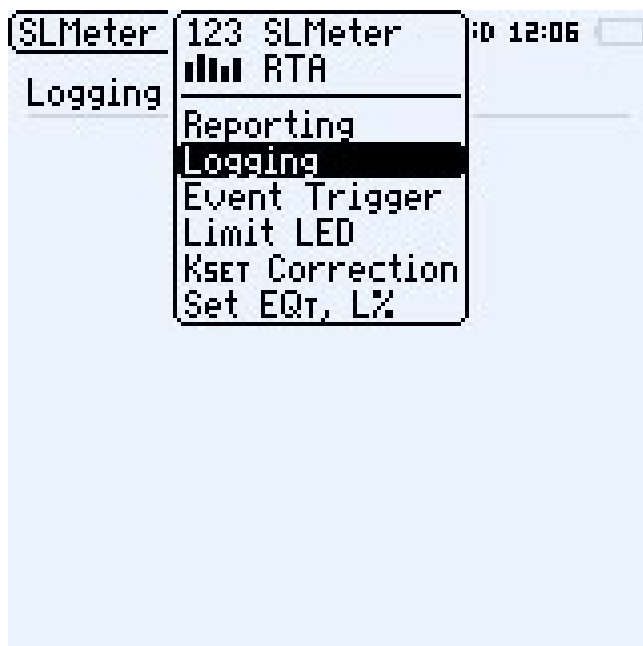 SLMeter 123 SLMeter 12:06
RTA
Logging
Reporting
Logging
Event Trigger
Limit LED
KSET Correction
Set EQT, L%